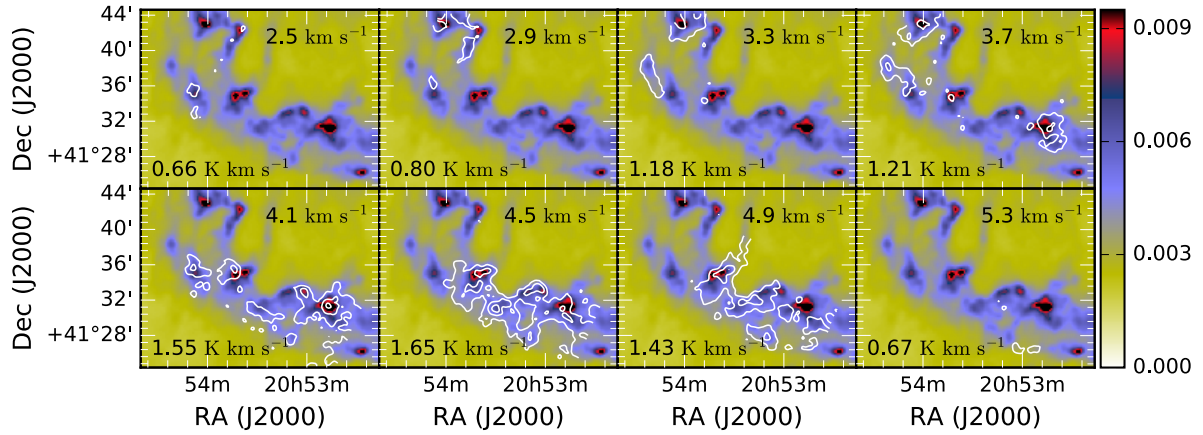 44'
40'
36'
32'
+41°28'
Dec (J2000)
2.5 km s⁻¹
0.66 K km s⁻¹
2.9 km s⁻¹
0.80 K km s⁻¹
3.3 km s⁻¹
1.18 K km s⁻¹
3.7 km s⁻¹
1.21 K km s⁻¹
44'
40'
36'
32'
+41°28'
Dec (J2000)
4.1 km s⁻¹
1.55 K km s⁻¹
4.5 km s⁻¹
1.65 K km s⁻¹
4.9 km s⁻¹
1.43 K km s⁻¹
5.3 km s⁻¹
0.67 K km s⁻¹
54m 20h53m
54m 20h53m
54m 20h53m
54m 20h53m
RA (J2000)
RA (J2000)
RA (J2000)
RA (J2000)
0.009
0.006
0.003
0.000